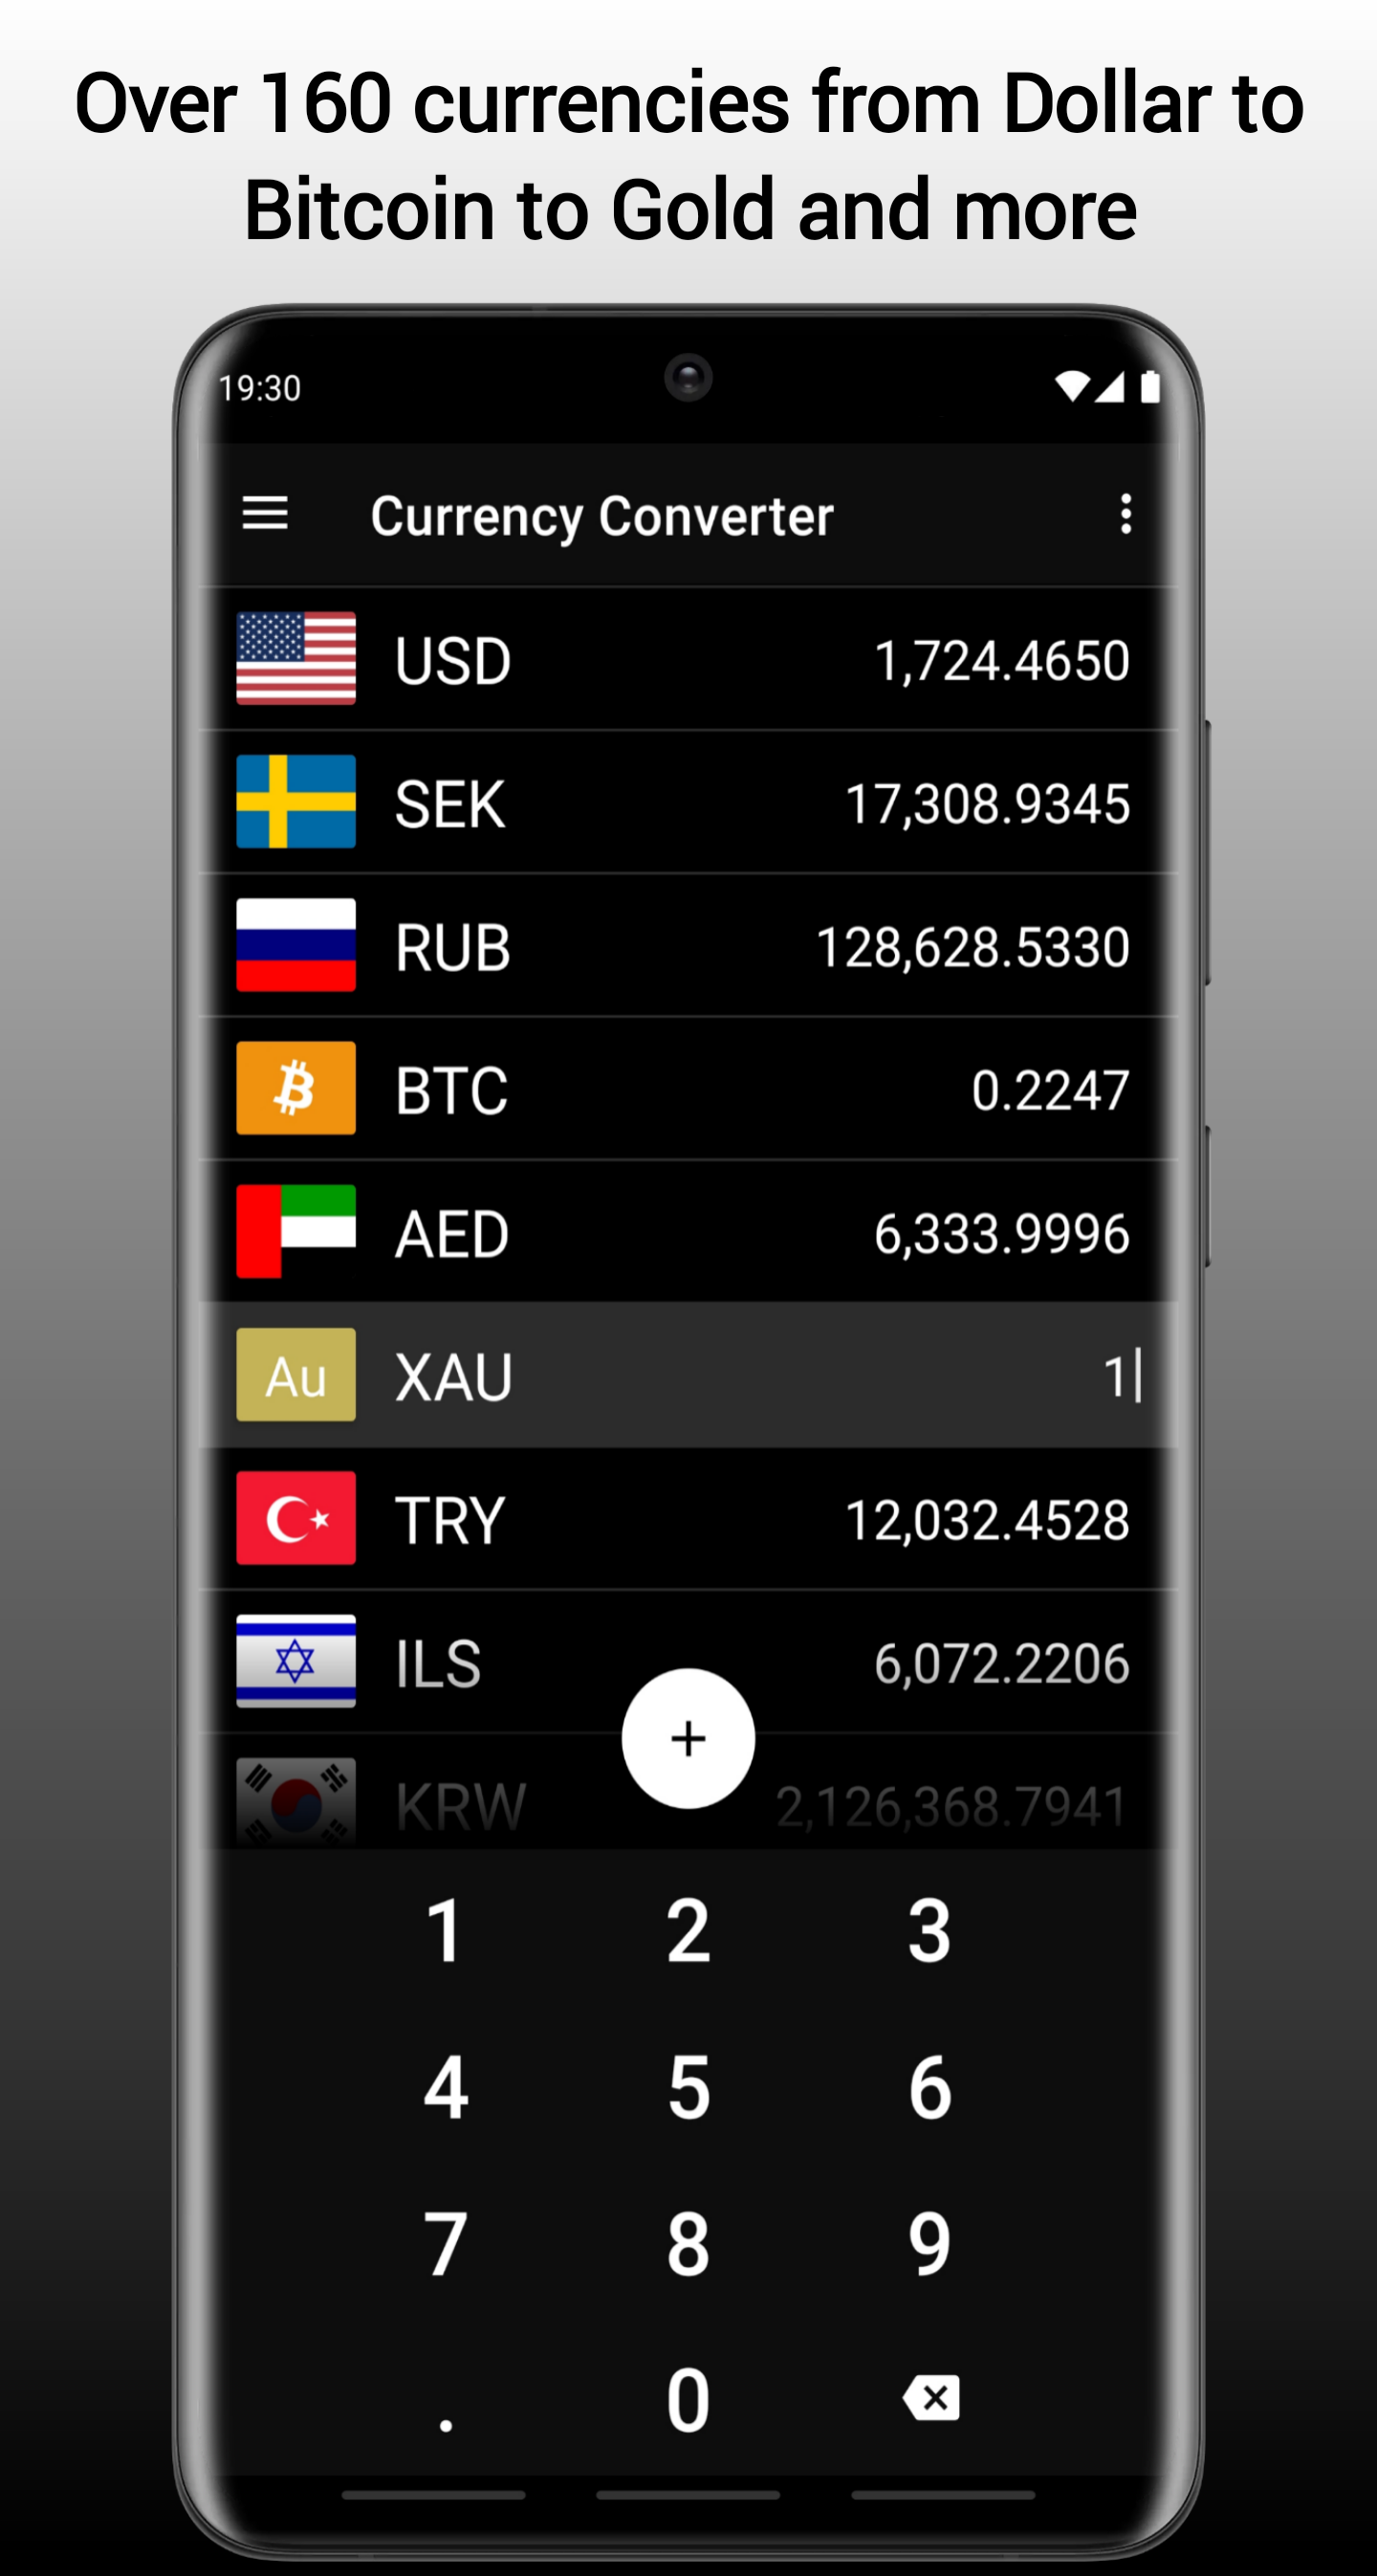 Over 160 currencies from Dollar to
Bitcoin to Gold and more
19:30
Currency Converter
USD 1,724.4650
SEK 17,308.9345
RUB 128,628.5330
BTC 0.2247
AED 6,333.9996
Au XAU 1
TRY 12,032.4528
ILS 6,072.2206
+
KRW 2,126,368.7941
1 2 3
4 5 6
7 8 9
. 0